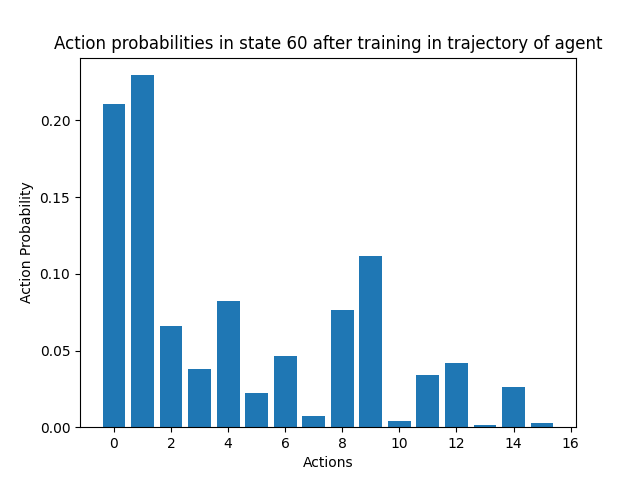 Action probabilities in state 60 after training in trajectory of agent
0.20
0.15
0.10
0.05
0.00
Action Probability
0 2 4 6 8 10 12 14 16
Actions